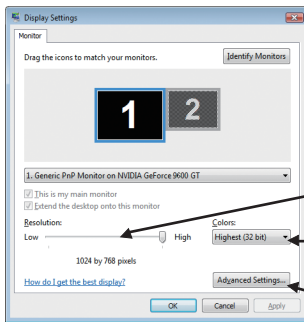 Display Settings
Monitor
Drag the icons to match your monitors.
Identify Monitors
1
2
1. Generic PnP Monitor on NVIDIA GeForce 9600 GT
This is my main monitor
Extend the desktop onto this monitor
Resolution:
Colors:
Low
High
Highest (32 bit)
1024 by 768 pixels
How do I get the best display?
Advanced Settings...
OK
Cancel
Apply